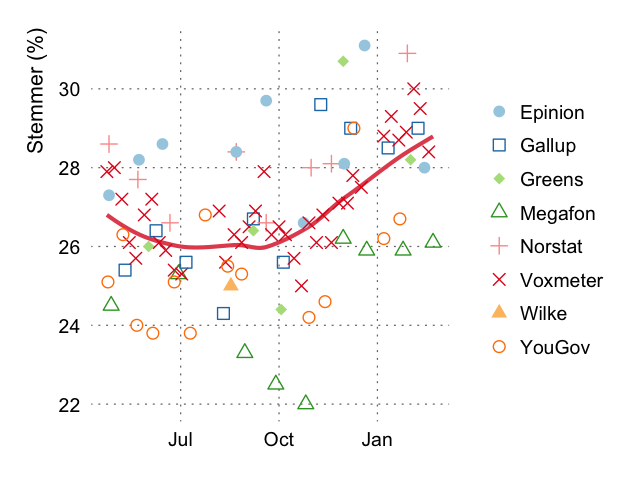 Stemmer (%)
30
28
26
24
22
Jul
Oct
Jan
Epinion
Gallup
Greens
Megafon
Norstat
Voxmeter
Wilke
YouGov